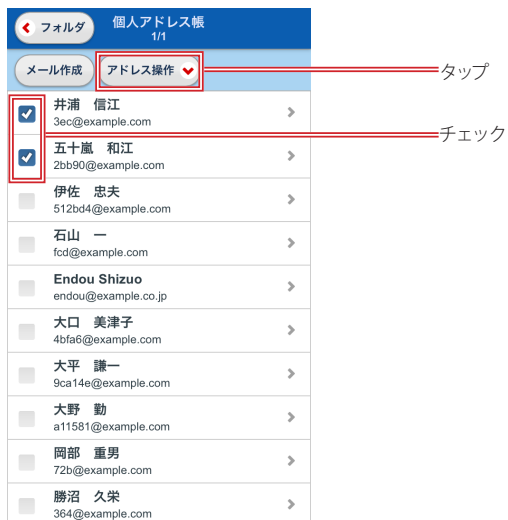 フォルダ
個人アドレス帳
1/1
メール作成
アドレス操作
タップ
チェック
井浦　信江
3ec@example.com
五十嵐　和江
2bb90@example.com
伊佐　忠夫
512bd4@example.com
石山　一
fcd@example.com
Endou Shizuo
endou@example.co.jp
大口　美津子
4bfa6@example.com
大平　謙一
9ca14e@example.com
大野　勤
a11581@example.com
岡部　重男
72b@example.com
勝沼　久栄
364@example.com